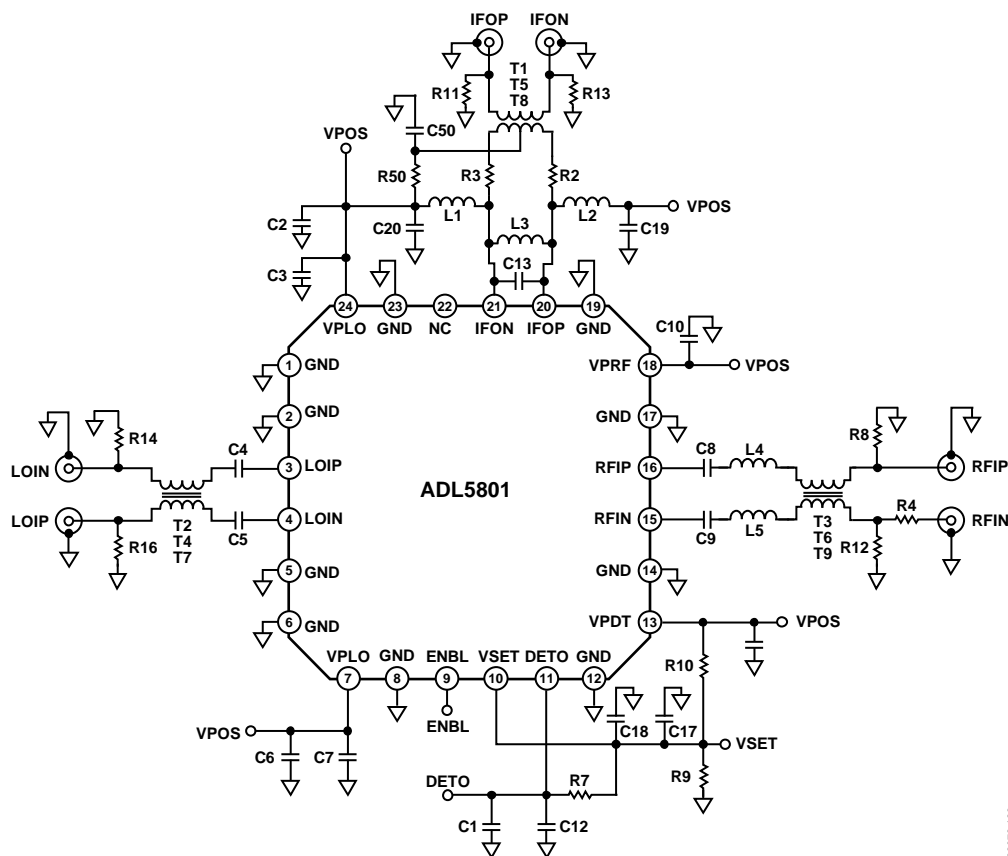 IFOP IFON
T1
T5
T8
R11 R13
C50
VPOS
R50 R3 R2
L1 L2 VPOS
C2 C20 L3 C19
C3 C13
24 23 22 21 20 19
VPLO GND NC IFON IFOP GND
C10
1 GND
VPRF 18 VPOS
2 GND
GND 17
R14 C4 C8 L4 R8
LOIN 3 LOIP
RFIP 16 RFIP
ADL5801
LOIP 4 LOIN
RFIN 15 R4 RFIN
C5 C9 L5
T2
T4
T7
R16
T3
T6
T9
R12
5 GND
GND 14
6 GND
VPDT 13 VPOS
VPLO GND ENBL VSET DETO GND
7 8 9 10 11 12
R10
ENBL
C18 C17
VPOS VSET
C6 C7
R7 R9
DETO
C1 C12